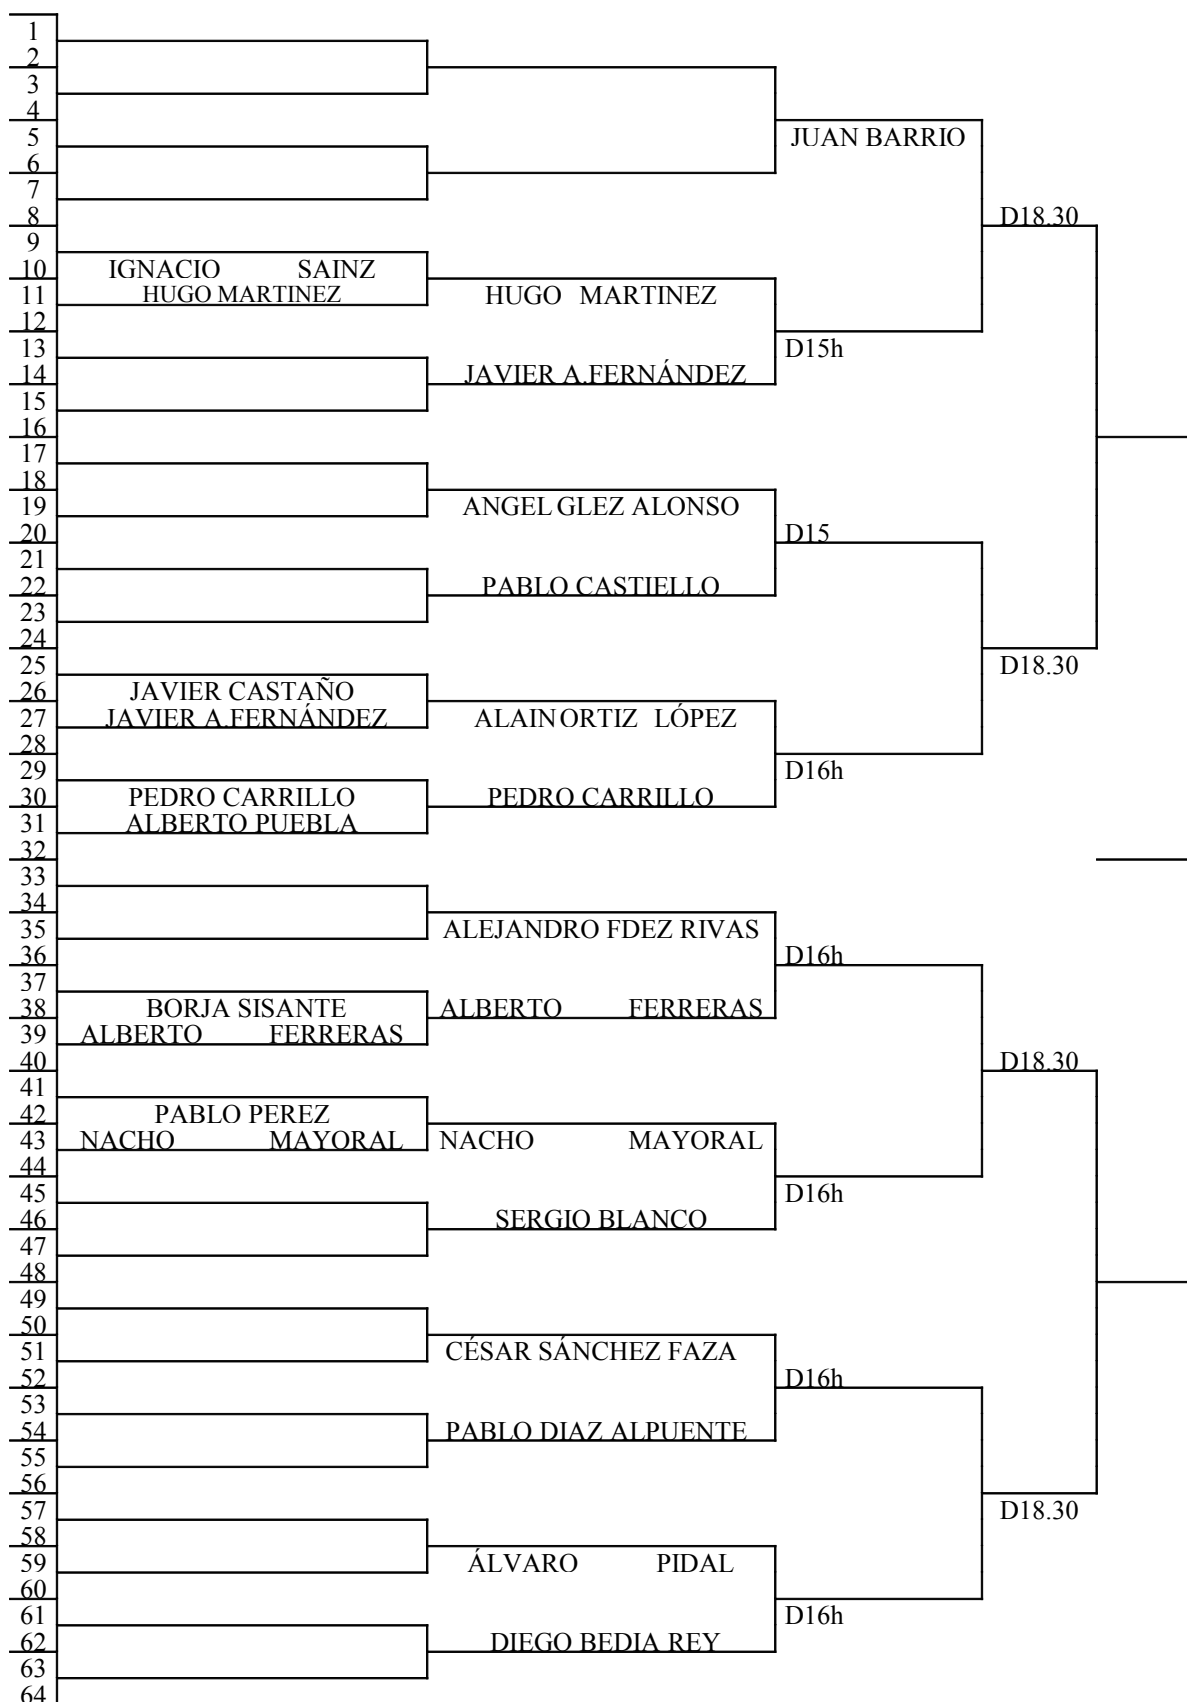 1
2
3
4
5
JUAN BARRIO
6
7
8
D18.30
9
10
IGNACIO SAINZ
11
HUGO MARTINEZ
HUGO MARTINEZ
12
13
D15h
14
JAVIER A.FERNÁNDEZ
15
16
17
18
19
ANGEL GLEZ ALONSO
20
D15
21
22
PABLO CASTIELLO
23
24
25
D18.30
26
JAVIER CASTAÑO
27
JAVIER A.FERNÁNDEZ
ALAIN ORTIZ LÓPEZ
28
29
D16h
30
PEDRO CARRILLO
PEDRO CARRILLO
31
ALBERTO PUEBLA
32
33
34
35
ALEJANDRO FDEZ RIVAS
36
D16h
37
38
BORJA SISANTE
ALBERTO FERRERAS
39
ALBERTO FERRERAS
40
D18.30
41
42
PABLO PEREZ
43
NACHO MAYORAL
NACHO MAYORAL
44
45
D16h
46
SERGIO BLANCO
47
48
49
50
51
CÉSAR SÁNCHEZ FAZA
52
D16h
53
54
PABLO DIAZ ALPUENTE
55
56
57
D18.30
58
59
ÁLVARO PIDAL
60
61
D16h
62
DIEGO BEDIA REY
63
64